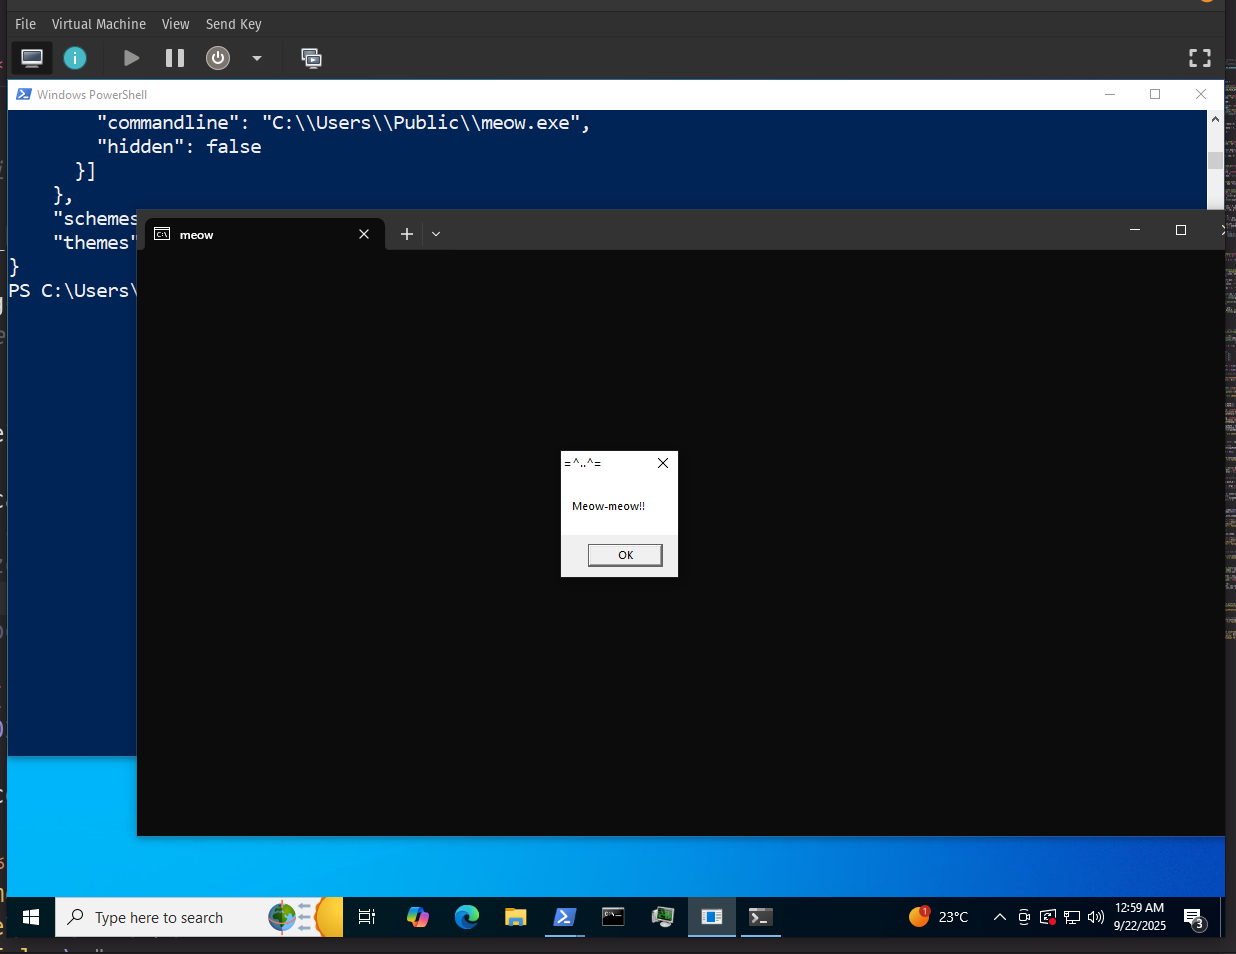 File Virtual Machine View Send Key
Windows PowerShell
"commandline": "C:\\Users\\Public\\meow.exe",
"hidden": false
}]
},
"schemes
"themes"
}
PS C:\Users\
meow
=^..^=
Meow-meow!!
OK
Type here to search
1
23°C
12:59 AM
9/22/2025
3